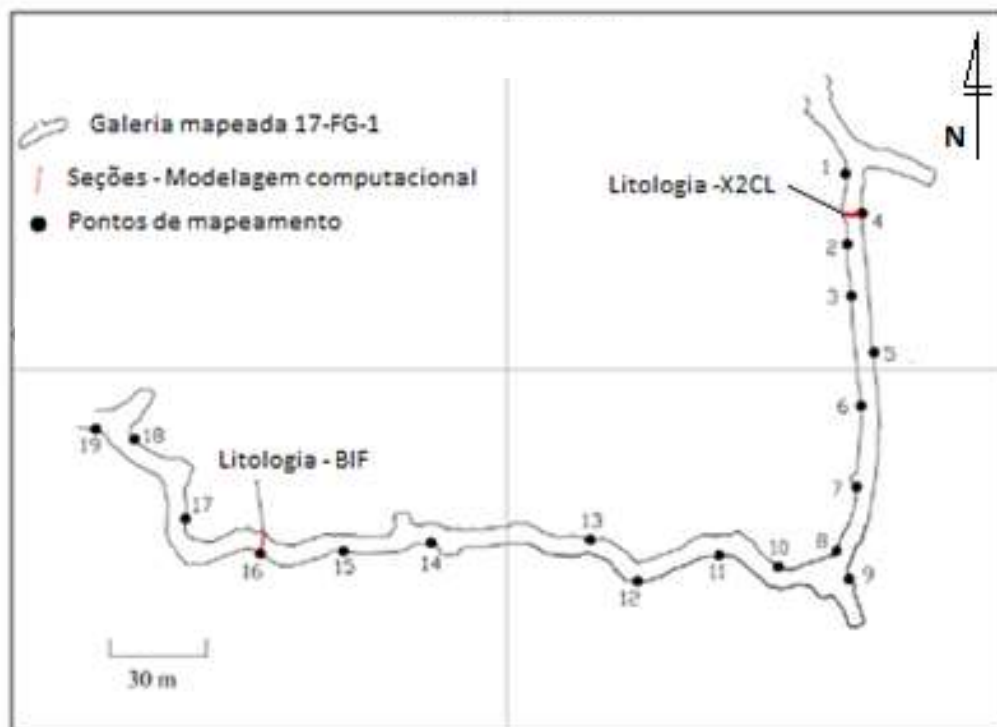 Galeria mapeada 17-FG-1
Seções - Modelagem computacional
Pontos de mapeamento
N
Litologia -X2CL
1
4
2
3
5
6
7
8
9
10
11
12
13
14
15
16
17
18
19
Litologia - BIF
30 m